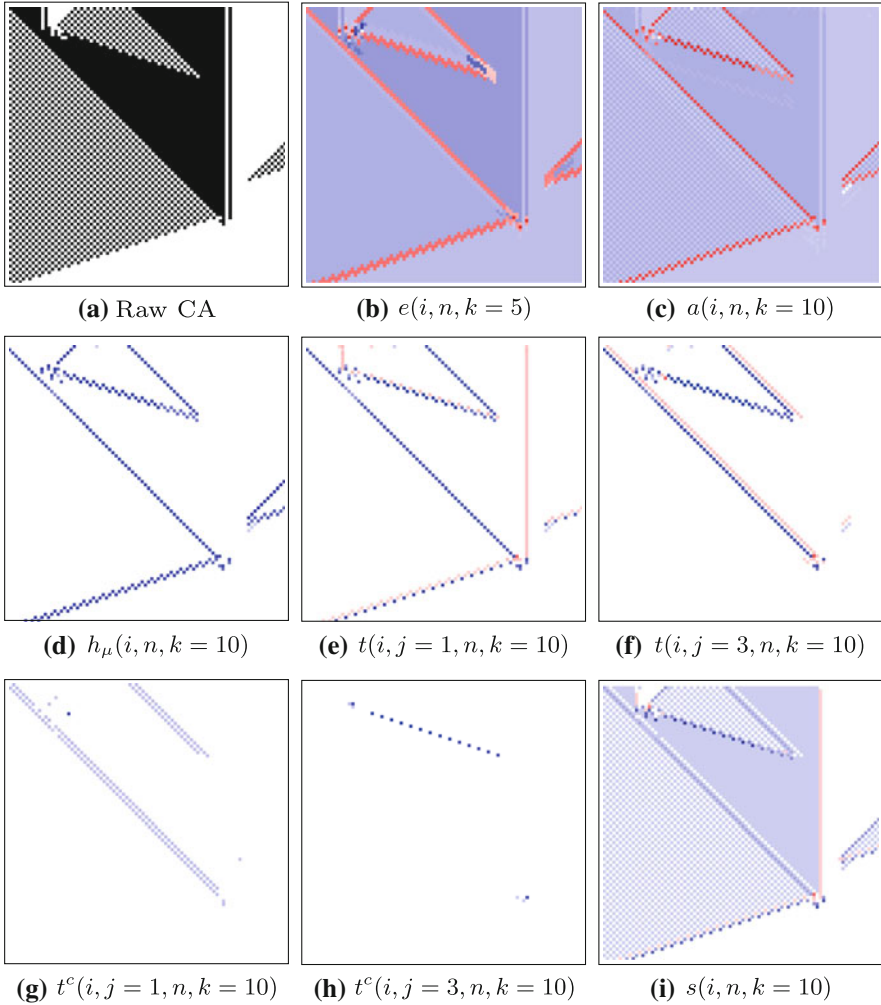 (a) Raw CA
(b) e(i, n, k = 5)
(c) a(i, n, k = 10)
(d) hμ(i, n, k = 10)
(e) t(i, j = 1, n, k = 10)
(f) t(i, j = 3, n, k = 10)
(g) t^c(i, j = 1, n, k = 10)
(h) t^c(i, j = 3, n, k = 10)
(i) s(i, n, k = 10)